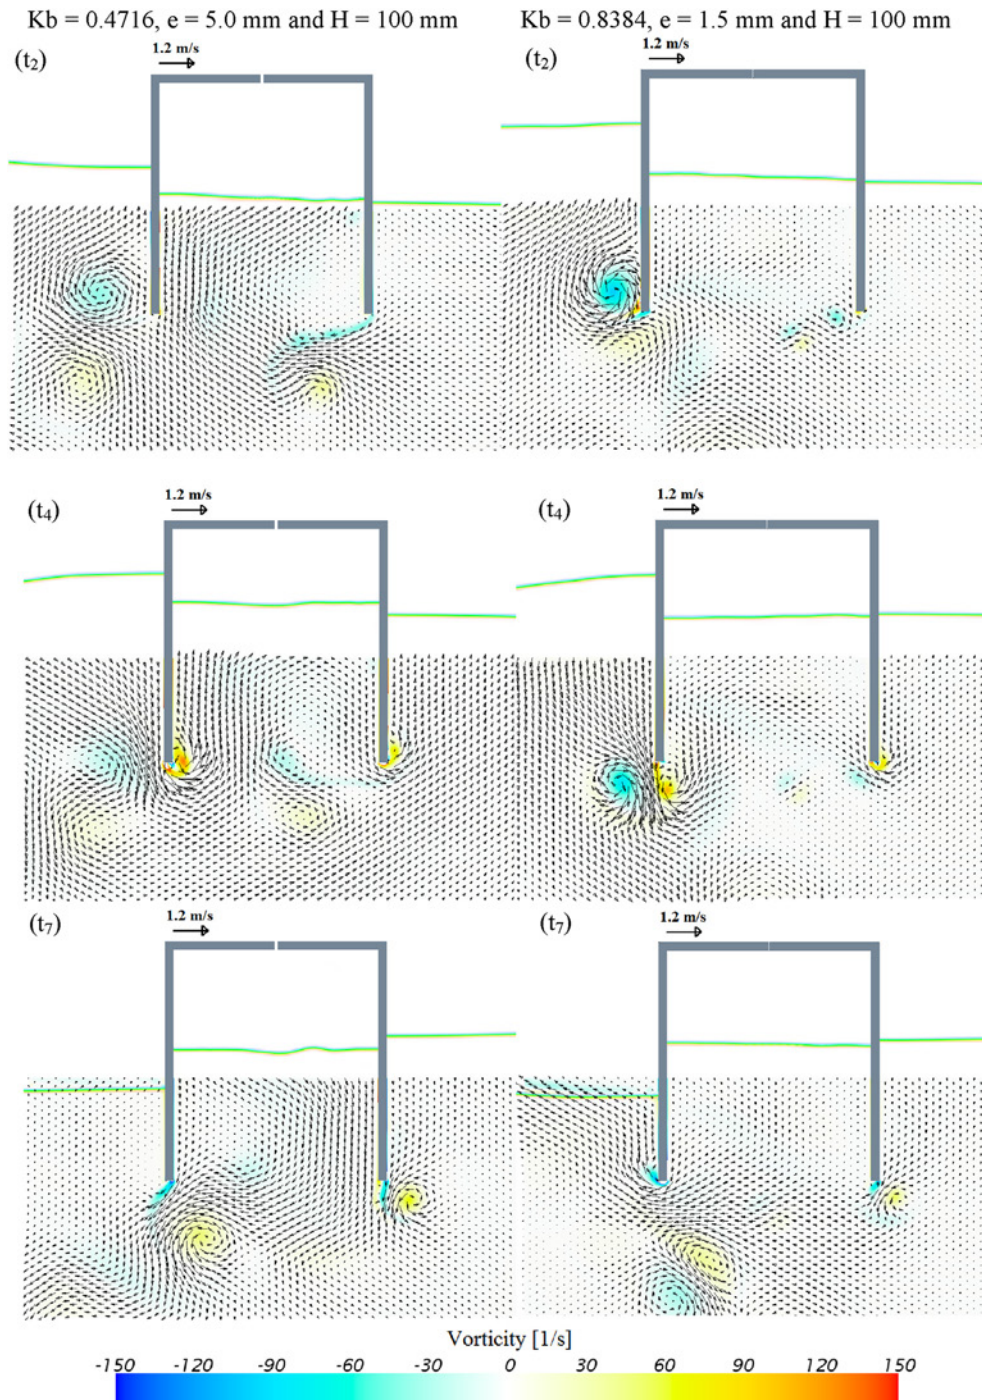 Kb = 0.4716, e = 5.0 mm and H = 100 mm
Kb = 0.8384, e = 1.5 mm and H = 100 mm
(t₂)
1.2 m/s
(t₂)
1.2 m/s
(t₄)
1.2 m/s
(t₄)
1.2 m/s
(t₇)
1.2 m/s
(t₇)
1.2 m/s
Vorticity [1/s]
-150 -120 -90 -60 -30 0 30 60 90 120 150